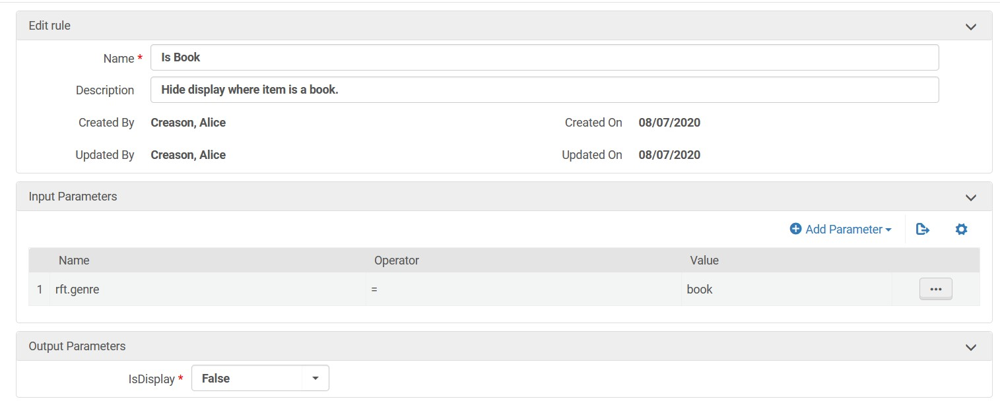 Edit rule
Name * Is Book
Description Hide display where item is a book.
Created By Creason, Alice Created On 08/07/2020
Updated By Creason, Alice Updated On 08/07/2020
Input Parameters
Add Parameter
Name Operator Value
1 rft.genre = book
Output Parameters
IsDisplay * False